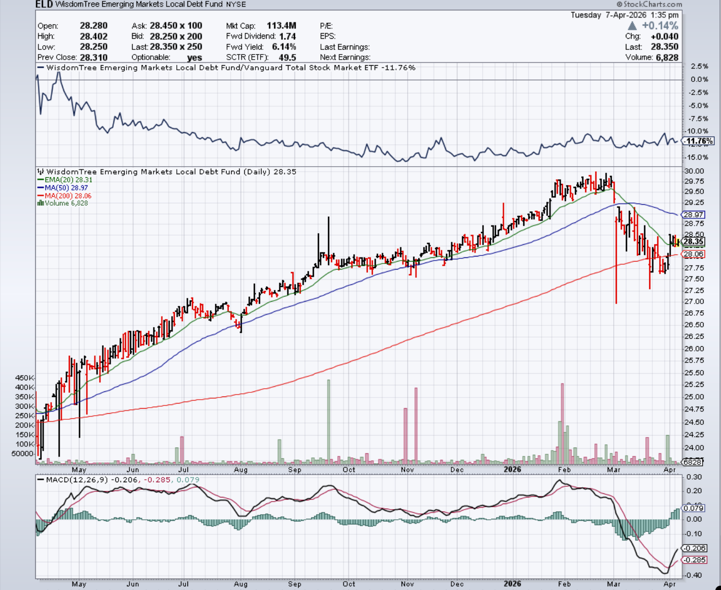 ELD WisdomTree Emerging Markets Local Debt Fund NYSE © StockCharts.com
Tuesday 7-Apr-2026 1:35 pm
Open: 28.280 Ask: 28.450 x 100 Mkt Cap: 113.4M P/E: ▲ +0.14%
High: 28.402 Bid: 28.250 x 200 Fwd Dividend: 1.74 EPS: Chg: +0.040
Low: 28.250 Last: 28.350 x 250 Fwd Yield: 6.14% Last Earnings: Last: 28.350
Prev Close: 28.310 Optionable: yes SCTR (ETF): 49.5 Next Earnings: Volume: 6,828
WisdomTree Emerging Markets Local Debt Fund/Vanguard Total Stock Market ETF -11.76%
2.5%
0.0%
-2.5%
-5.0%
-7.5%
-10.0%
-11.76%
-15.0%
WisdomTree Emerging Markets Local Debt Fund (Daily) 28.35
EMA(20) 28.31
MA(50) 28.97
MA(200) 28.06
Volume 6,828
30.00
29.75
29.50
29.25
28.97
28.75
28.50
28.35
28.06
27.75
27.50
27.25
27.00
26.75
26.50
26.25
26.00
25.75
25.50
25.25
25.00
24.75
24.50
24.25
24.00
450K
400K
350K
300K
250K
200K
150K
100K
50000
6828
May Jun Jul Aug Sep Oct Nov Dec 2026 Feb Mar Apr
MACD(12,26,9) -0.206, -0.285, 0.079
0.30
0.20
0.079
0.00
-0.10
-0.206
-0.285
-0.40
May Jun Jul Aug Sep Oct Nov Dec 2026 Feb Mar Apr